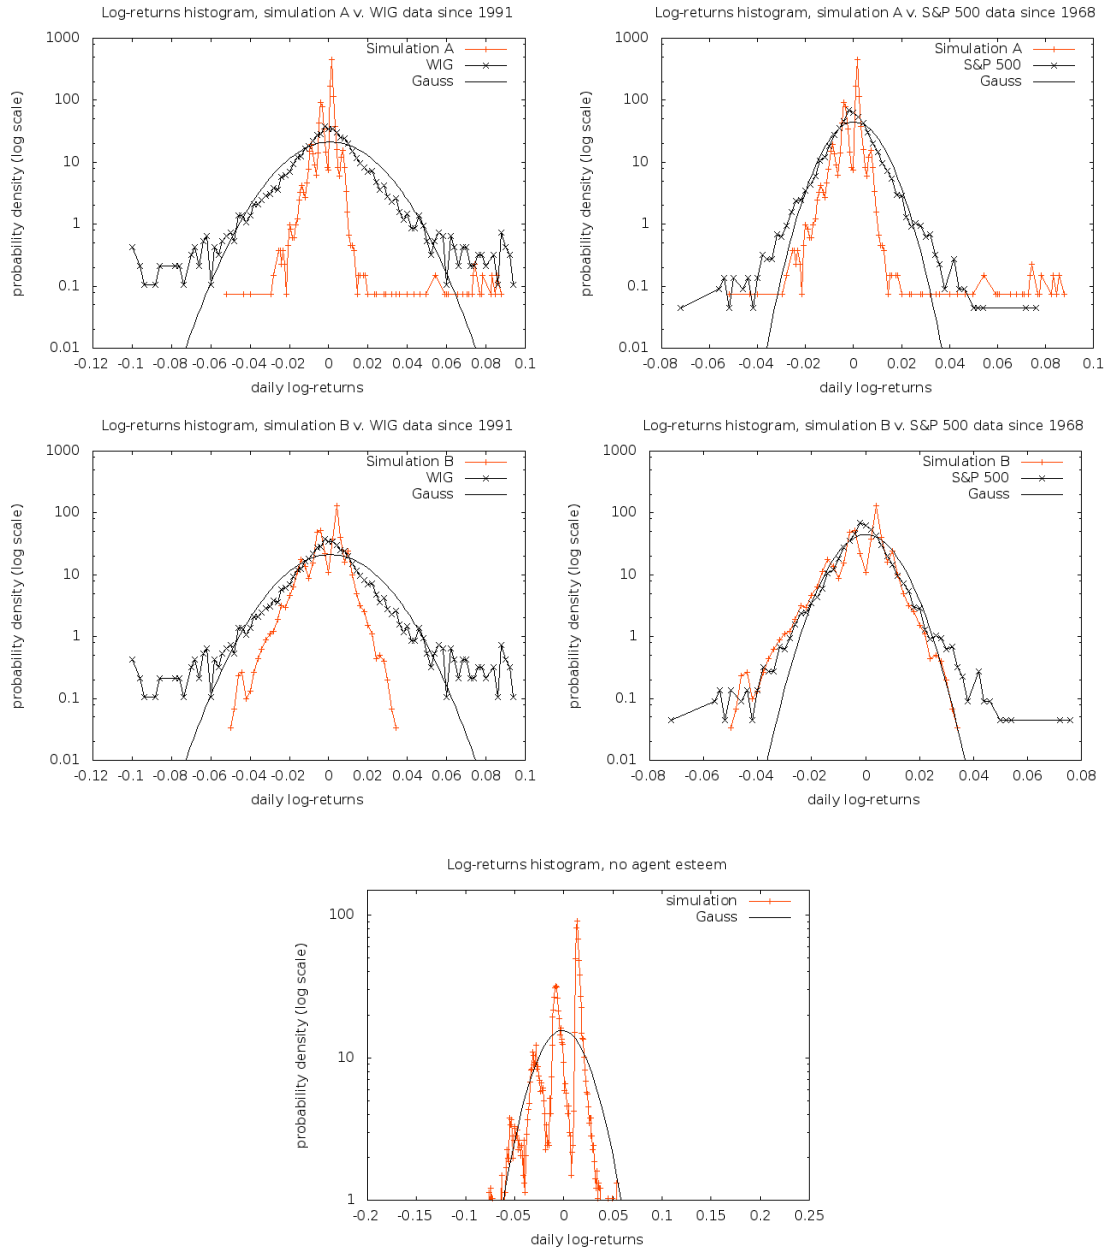 Log-returns histogram, simulation A v. WIG data since 1991
probability density (log scale)
1000
100
10
1
0.1
0.01
Simulation A
WIG
Gauss
-0.12 -0.1 -0.08 -0.06 -0.04 -0.02 0 0.02 0.04 0.06 0.08 0.1
daily log-returns
Log-returns histogram, simulation A v. S&P 500 data since 1968
probability density (log scale)
1000
100
10
1
0.1
0.01
Simulation A
S&P 500
Gauss
-0.08 -0.06 -0.04 -0.02 0 0.02 0.04 0.06 0.08 0.1
daily log-returns
Log-returns histogram, simulation B v. WIG data since 1991
probability density (log scale)
1000
100
10
1
0.1
0.01
Simulation B
WIG
Gauss
-0.12 -0.1 -0.08 -0.06 -0.04 -0.02 0 0.02 0.04 0.06 0.08 0.1
daily log-returns
Log-returns histogram, simulation B v. S&P 500 data since 1968
probability density (log scale)
1000
100
10
1
0.1
0.01
Simulation B
S&P 500
Gauss
-0.08 -0.06 -0.04 -0.02 0 0.02 0.04 0.06 0.08
daily log-returns
Log-returns histogram, no agent esteem
probability density (log scale)
100
10
1
simulation
Gauss
-0.2 -0.15 -0.1 -0.05 0 0.05 0.1 0.15 0.2 0.25
daily log-returns